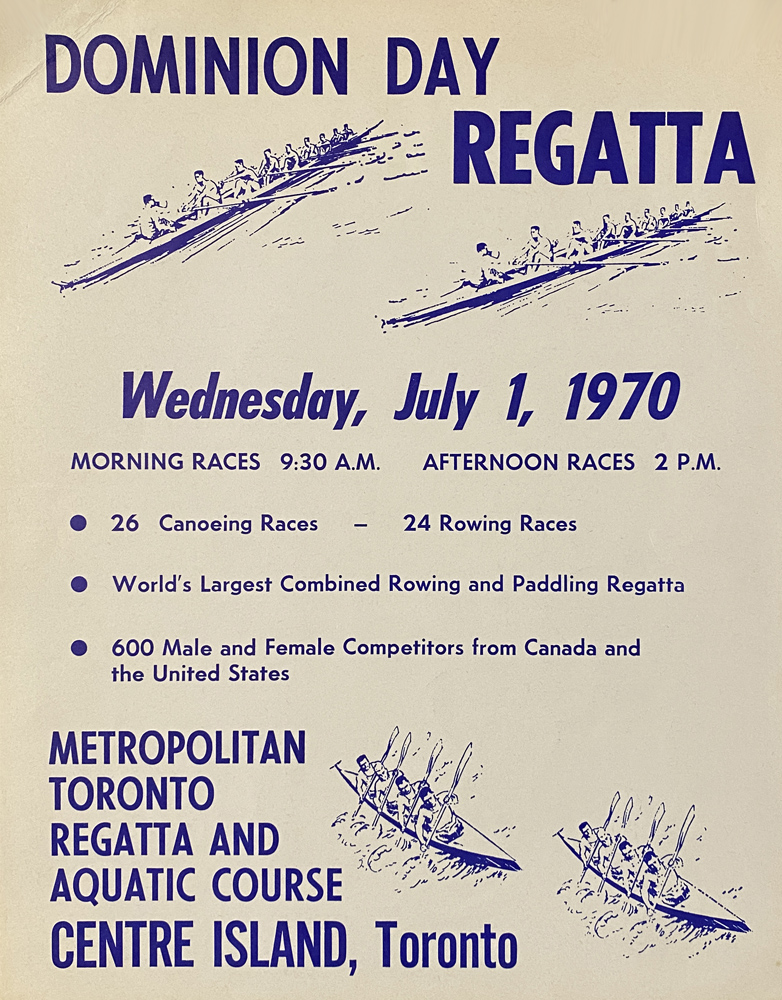 DOMINION DAY
REGATTA
Wednesday, July 1, 1970
MORNING RACES 9:30 A.M. AFTERNOON RACES 2 P.M.
● 26 Canoeing Races – 24 Rowing Races
● World's Largest Combined Rowing and Paddling Regatta
● 600 Male and Female Competitors from Canada and
the United States
METROPOLITAN
TORONTO
REGATTA AND
AQUATIC COURSE
CENTRE ISLAND, Toronto